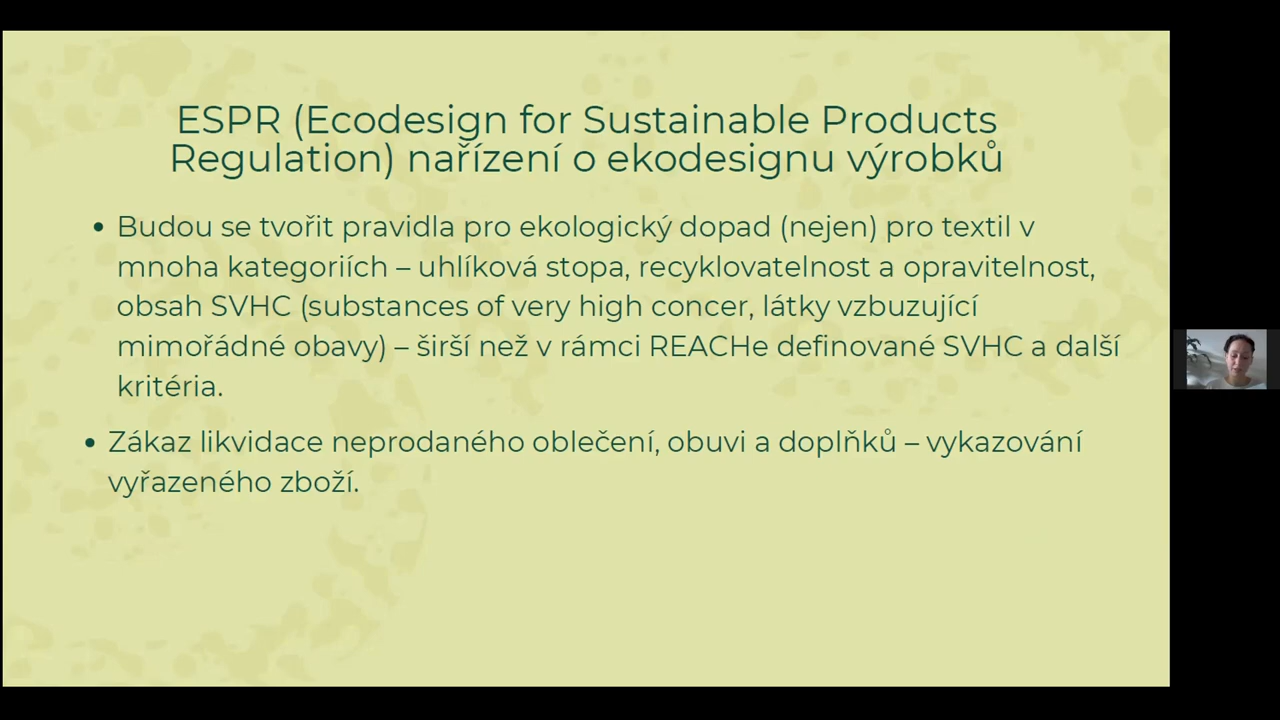 ESPR (Ecodesign for Sustainable Products
Regulation) nařízení o ekodesignu výrobků
• Budou se tvořit pravidla pro ekologický dopad (nejen) pro textil v
mnoha kategoriích – uhlíková stopa, recyklovatelnost a opravitelnost,
obsah SVHC (substances of very high concer, látky vzbuzující
mimořádné obavy) – širší než v rámci REACHe definované SVHC a další
kritéria.
• Zákaz likvidace neprodaného oblečení, obuvi a doplňků – vykazování
vyřazeného zboží.